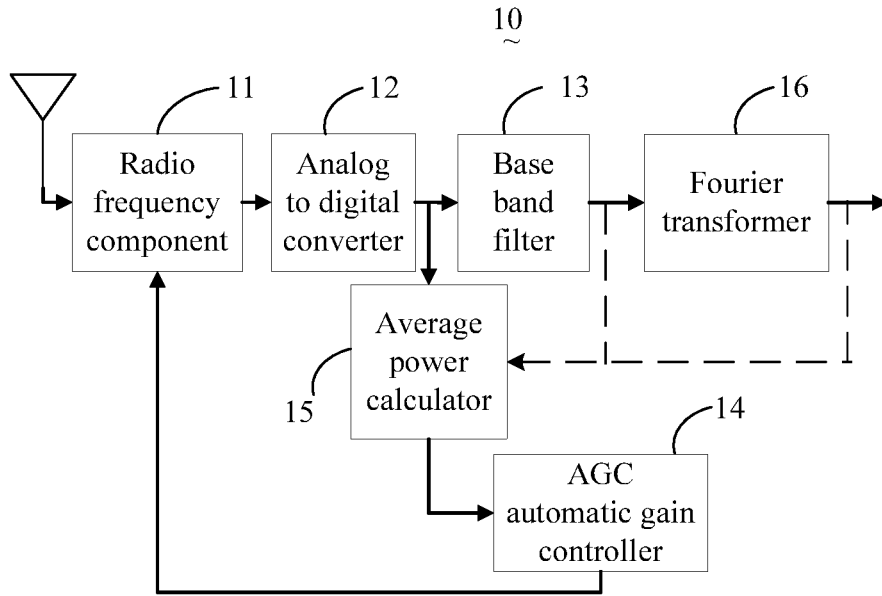 10
11
12
13
16
Radio
frequency
component
Analog
to digital
converter
Base
band
filter
Fourier
transformer
Average
power
calculator
15
14
AGC
automatic gain
controller